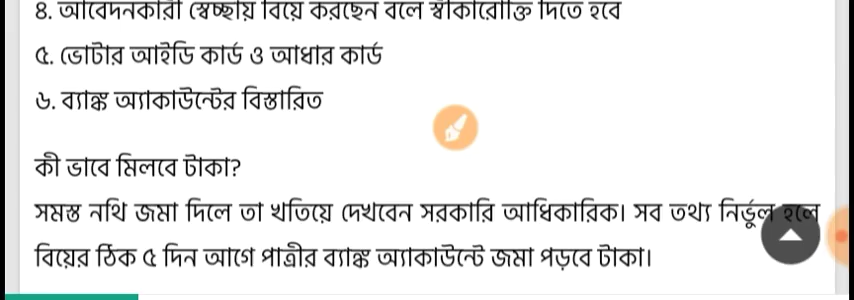 ৪. আবেদনকারী স্বেচ্ছায় বিয়ে করছেন বলে স্বীকারোক্তি দিতে হবে
৫. ভোটার আইডি কার্ড ও আধার কার্ড
৬. ব্যাঙ্ক অ্যাকাউন্টের বিস্তারিত
কী ভাবে মিলবে টাকা?
সমস্ত নথি জমা দিলে তা খতিয়ে দেখবেন সরকারি আধিকারিক। সব তথ্য নির্ভুল হলে
বিয়ের ঠিক ৫ দিন আগে পাত্রীর ব্যাঙ্ক অ্যাকাউন্টে জমা পড়বে টাকা।